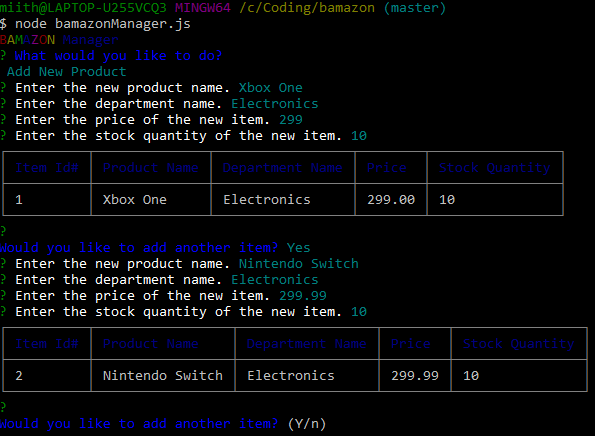 miith@LAPTOP-U255VCQ3 MINGW64 /c/Coding/bamazon (master)
$ node bamazonManager.js
BAMAZON Manager
? What would you like to do?
Add New Product
? Enter the new product name. Xbox One
? Enter the department name. Electronics
? Enter the price of the new item. 299
? Enter the stock quantity of the new item. 10
Item Id# Product Name Department Name Price Stock Quantity
1 Xbox One Electronics 299.00 10
?
Would you like to add another item? Yes
? Enter the new product name. Nintendo Switch
? Enter the department name. Electronics
? Enter the price of the new item. 299.99
? Enter the stock quantity of the new item. 10
Item Id# Product Name Department Name Price Stock Quantity
2 Nintendo Switch Electronics 299.99 10
?
Would you like to add another item? (Y/n)